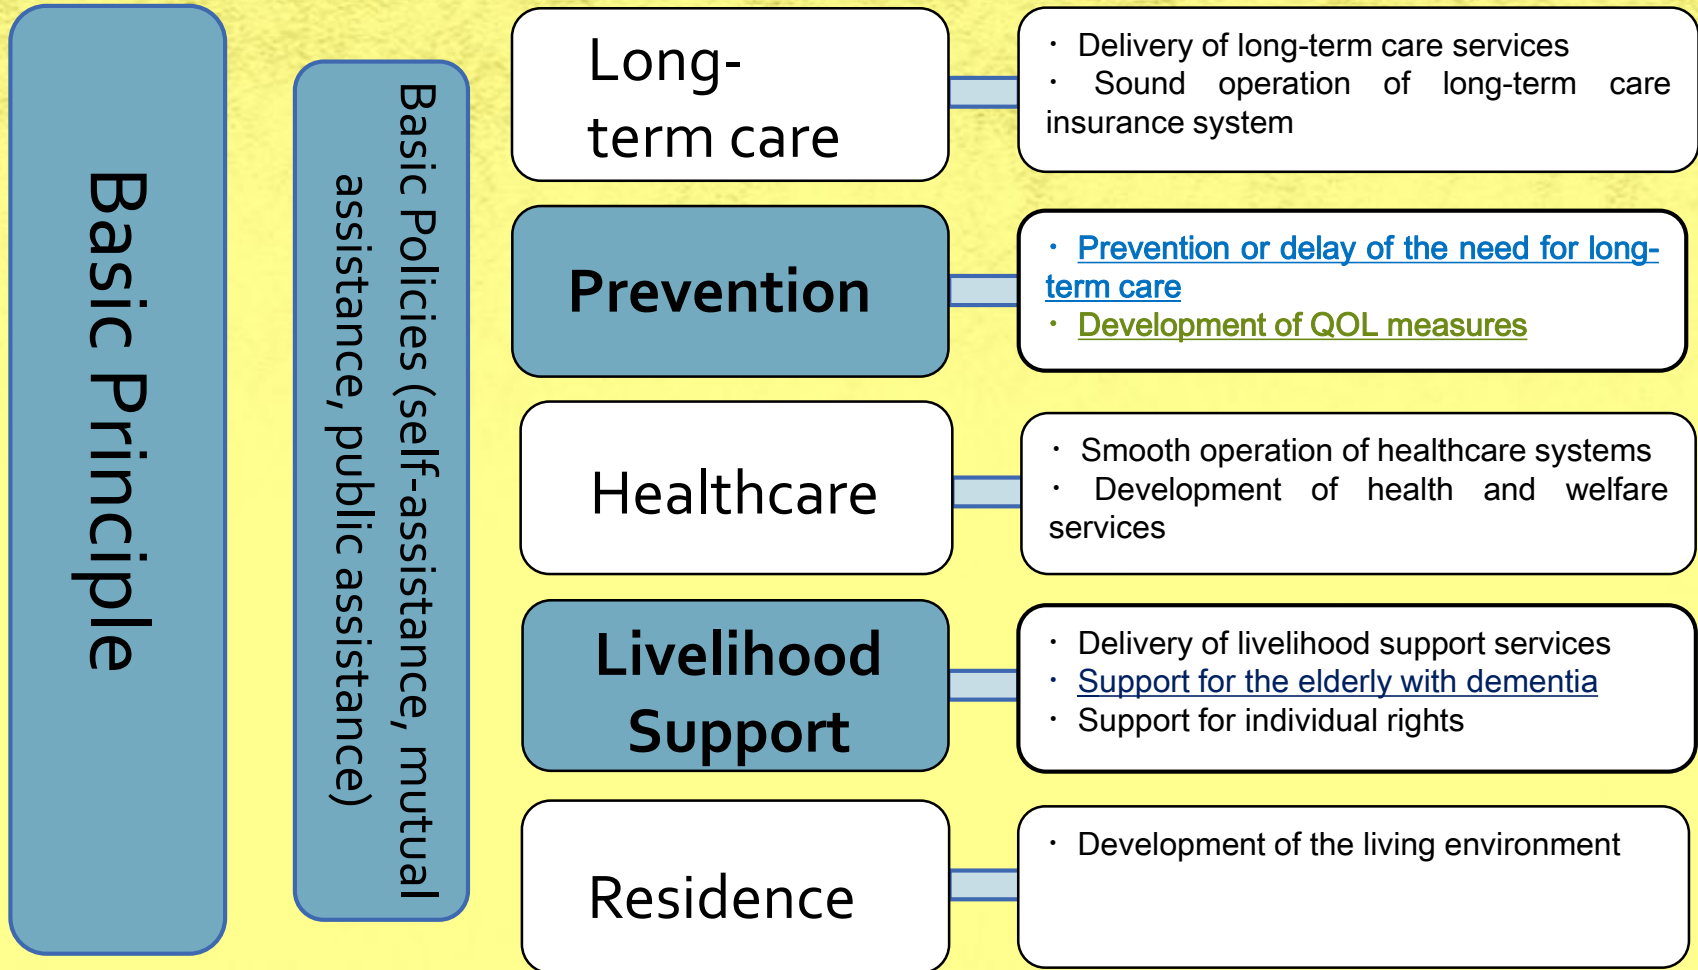 Basic Principle
Basic Policies (self-assistance, mutual
assistance, public assistance)
Long-
term care
・ Delivery of long-term care services
・ Sound operation of long-term care
insurance system
Prevention
・ Prevention or delay of the need for long-
term care
・ Development of QOL measures
Healthcare
・ Smooth operation of healthcare systems
・ Development of health and welfare
services
Livelihood
Support
・ Delivery of livelihood support services
・ Support for the elderly with dementia
・ Support for individual rights
Residence
・ Development of the living environment